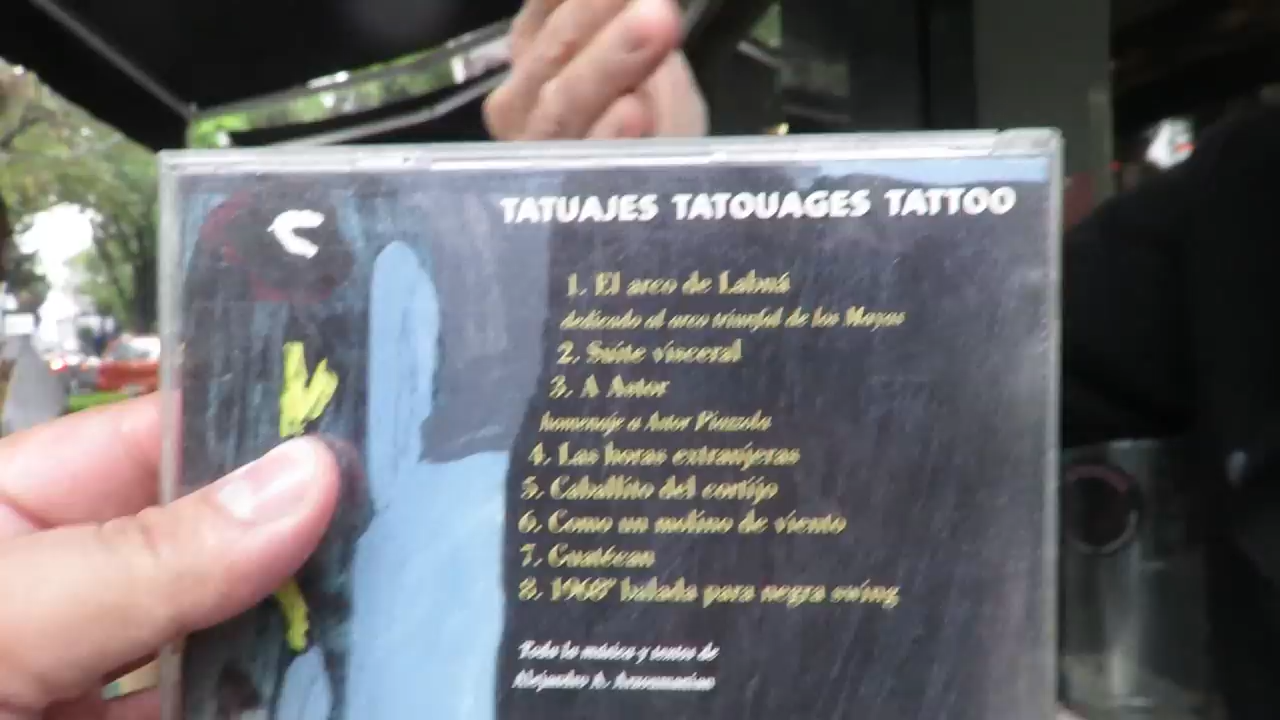 TATUAJES TATOUAGES TATTOO
1. El arco de Labná
dedicado al arco triunfal de los Mayas
2. Suite visceral
3. A Astor
homenaje a Astor Piazzola
4. Las horas extranjeras
5. Caballito del cortijo
6. Como un molino de viento
7.
8. 1968' balada para negra swing
Toda la música y textos de
Alejandro A.